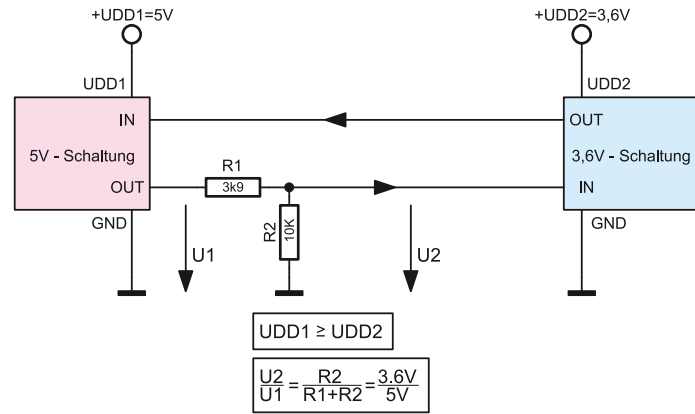 +UDD1=5V
+UDD2=3,6V
UDD1
UDD2
IN
OUT
5V - Schaltung
3,6V - Schaltung
R1
3k9
OUT
IN
GND
GND
R2
10K
U1
U2
UDD1 ≥ UDD2
U2/U1 = R2/R1+R2 = 3.6V/5V